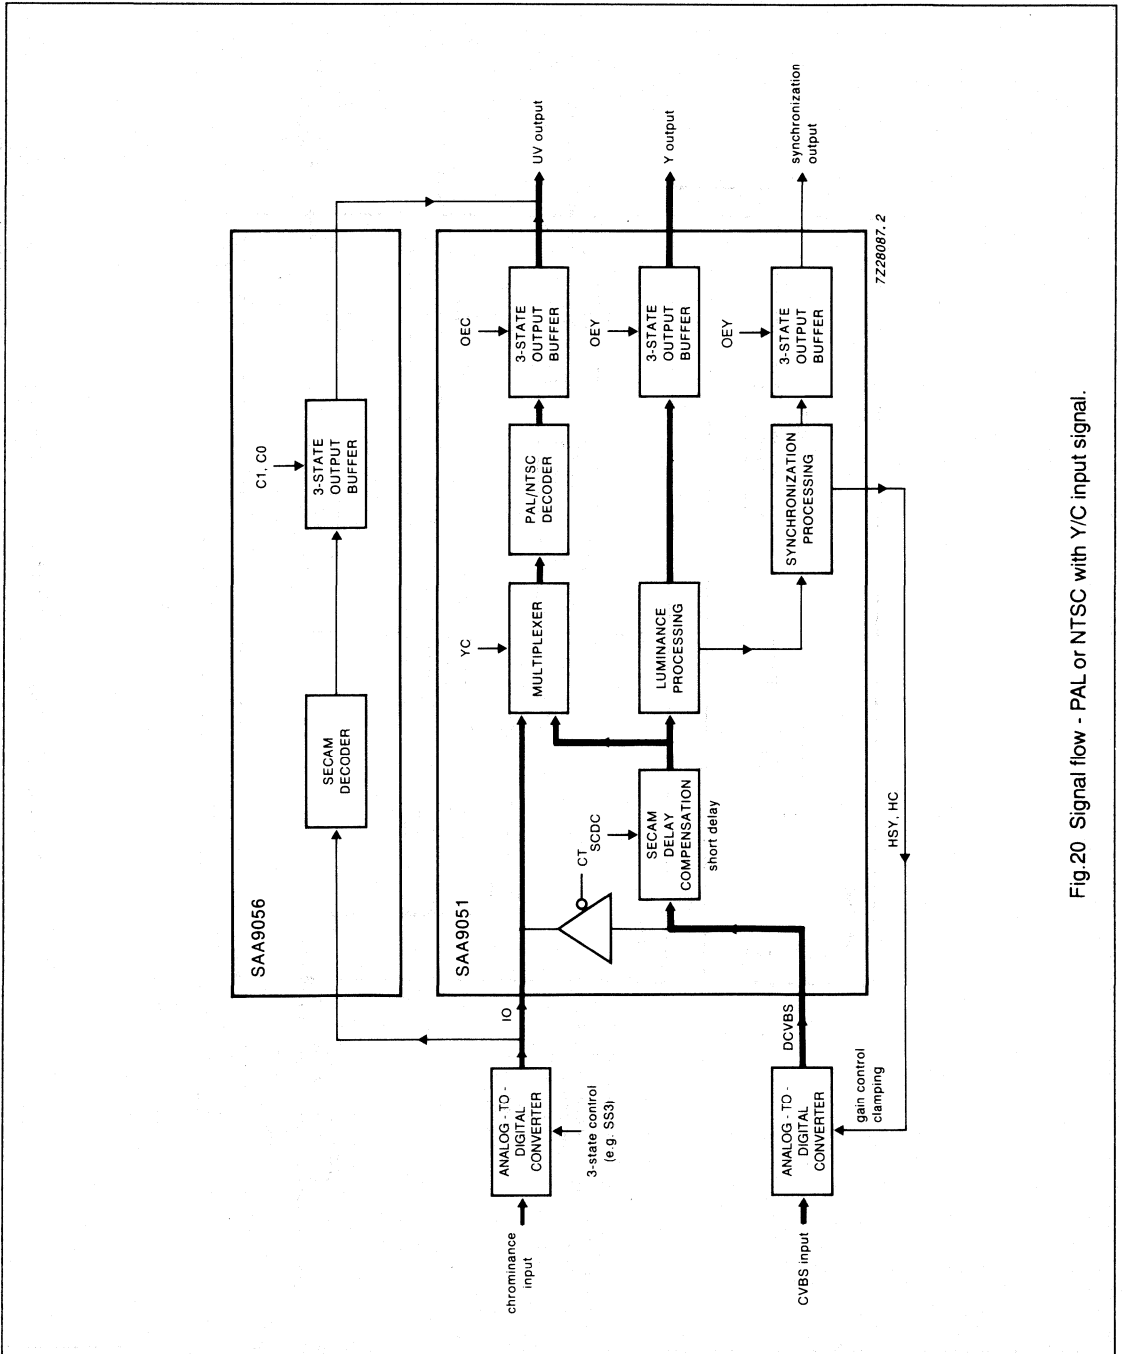 SAA9056
SECAM
DECODER
C1, C0
3-STATE
OUTPUT
BUFFER
SAA9051
chrominance
input
ANALOG - TO -
DIGITAL
CONVERTER
3-state control
(e.g. SS3)
IO
CT
YC
MULTIPLEXER
PAL/NTSC
DECODER
OEC
3-STATE
OUTPUT
BUFFER
UV output
SCDC
SECAM
DELAY
COMPENSATION
short delay
LUMINANCE
PROCESSING
OEY
3-STATE
OUTPUT
BUFFER
Y output
CVBS input
ANALOG - TO -
DIGITAL
CONVERTER
gain control
clamping
DCVBS
SYNCHRONIZATION
PROCESSING
OEY
3-STATE
OUTPUT
BUFFER
synchronization
output
HSY, HC
7Z28087.2
Fig.20 Signal flow - PAL or NTSC with Y/C input signal.